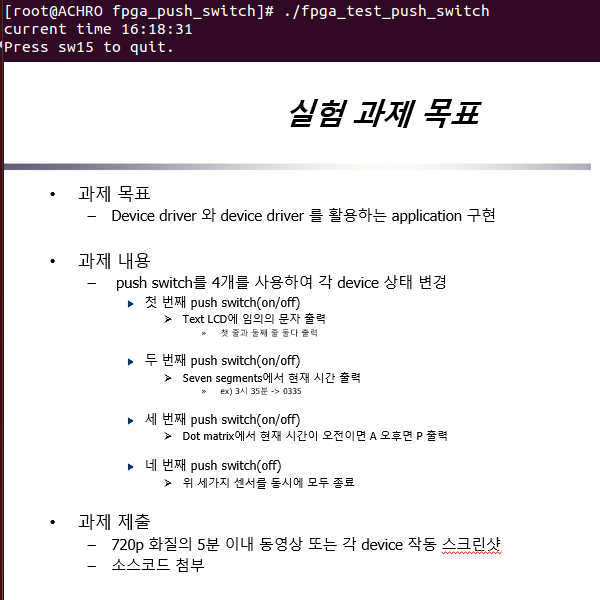 [root@ACHRO fpga_push_switch]# ./fpga_test_push_switch
current time 16:18:31
Press sw15 to quit.
실험 과제 목표
• 과제 목표
– Device driver 와 device driver 를 활용하는 application 구현
• 과제 내용
– push switch를 4개를 사용하여 각 device 상태 변경
▶ 첫 번째 push switch(on/off)
➢ Text LCD에 임의의 문자 출력
» 첫 줄과 둘째 줄 둘다 출력
▶ 두 번째 push switch(on/off)
➢ Seven segments에서 현재 시간 출력
» ex) 3시 35분 -> 0335
▶ 세 번째 push switch(on/off)
➢ Dot matrix에서 현재 시간이 오전이면 A 오후면 P 출력
▶ 네 번째 push switch(off)
➢ 위 세가지 센서를 동시에 모두 종료
• 과제 제출
– 720p 화질의 5분 이내 동영상 또는 각 device 작동 스크린샷
– 소스코드 첨부